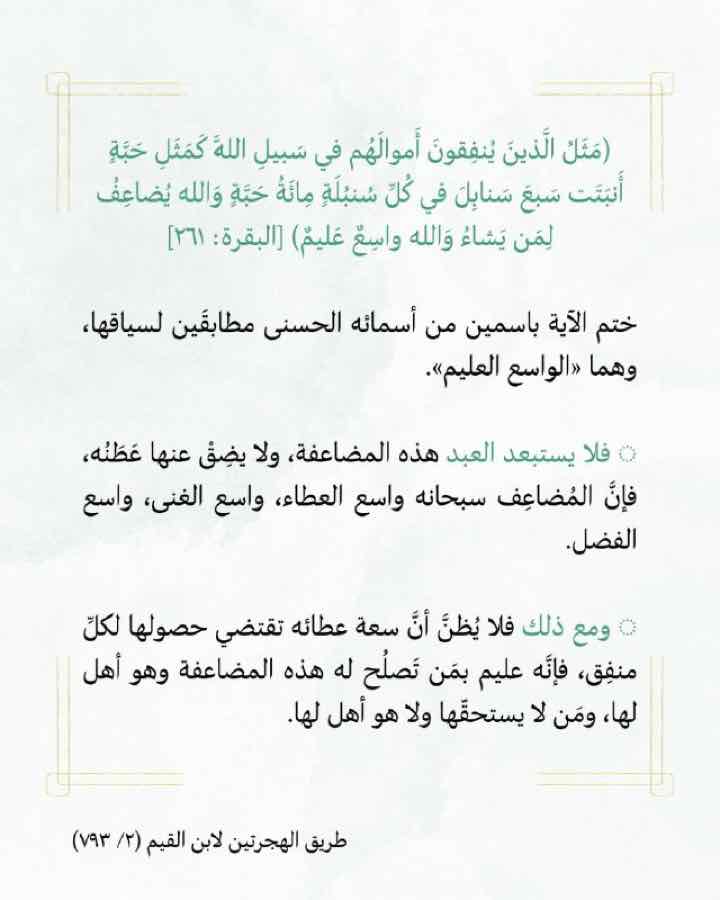 (مَثَلُ الَّذينَ يُنفِقونَ أَموالَهُم في سَبيلِ اللهَّ كَمَثَلِ حَبَّةٍ
أَنبَتَت سَبعَ سَنابِلَ في كُلِّ سُنبُلَةٍ مِائَةُ حَبَّةٍ وَالله يُضاعِفُ
لِمَن يَشاءُ وَالله واسِعٌ عَليمٌ) [البقرة: ٢٦١]
ختم الآية باسمين من أسمائه الحسنى مطابقَين لسياقها،
وهما «الواسع العليم».
◌ فلا يستبعد العبد هذه المضاعفة، ولا يضِقْ عنها عَطَنُه،
فإنَّ المُضاعِف سبحانه واسع العطاء، واسع الغنى، واسع
الفضل.
◌ ومع ذلك فلا يُظنَّ أنَّ سعة عطائه تقتضي حصولها لكلِّ
منفِق، فإنَّه عليم بمَن تَصلُح له هذه المضاعفة وهو أهل
لها، ومَن لا يستحقّها ولا هو أهل لها.
طريق الهجرتين لابن القيم (٢/ ٧٩٣)